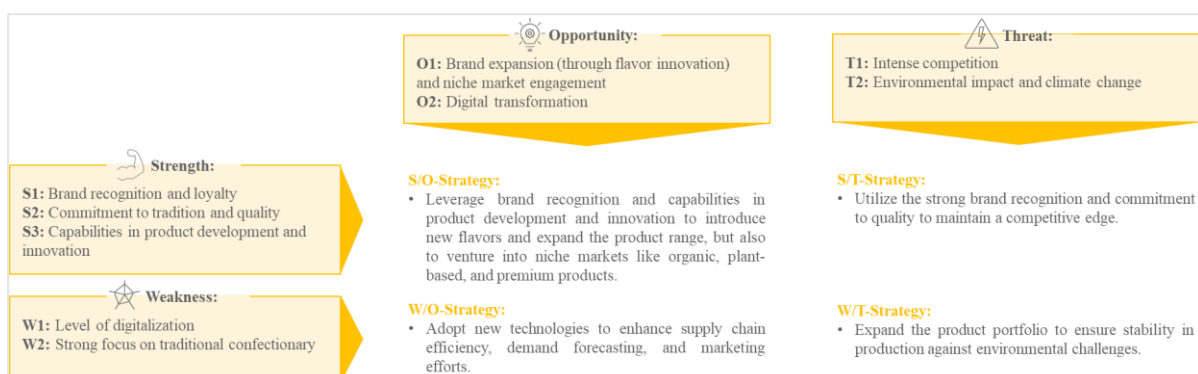 Opportunity:
O1: Brand expansion (through flavor innovation)
and niche market engagement
O2: Digital transformation
Threat:
T1: Intense competition
T2: Environmental impact and climate change
Strength:
S1: Brand recognition and loyalty
S2: Commitment to tradition and quality
S3: Capabilities in product development and
innovation
S/O-Strategy:
• Leverage brand recognition and capabilities in
product development and innovation to introduce
new flavors and expand the product range, but also
to venture into niche markets like organic, plant-
based, and premium products.
S/T-Strategy:
• Utilize the strong brand recognition and commitment
to quality to maintain a competitive edge.
Weakness:
W1: Level of digitalization
W2: Strong focus on traditional confectionary
W/O-Strategy:
• Adopt new technologies to enhance supply chain
efficiency, demand forecasting, and marketing
efforts.
W/T-Strategy:
• Expand the product portfolio to ensure stability in
production against environmental challenges.